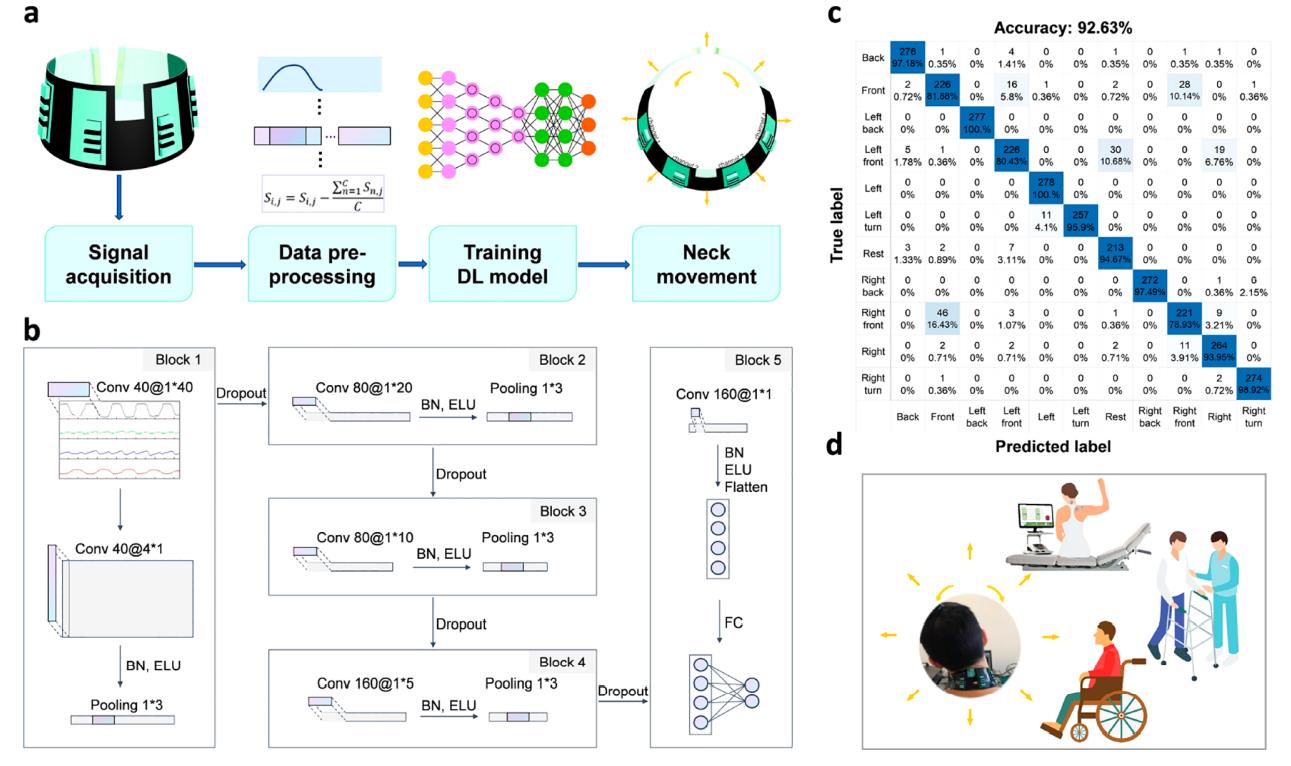 a
S_{i,j} = S_{i,j} - \frac{\sum_{n=1}^{C} S_{n,j}}{C}
Signal
acquisition
Data pre-
processing
Training
DL model
Neck
movement
b
Block 1
Conv 40@1*40
Conv 40@4*1
BN, ELU
Pooling 1*3
Dropout
Block 2
Conv 80@1*20
BN, ELU
Pooling 1*3
Dropout
Block 3
Conv 80@1*10
BN, ELU
Pooling 1*3
Dropout
Block 4
Conv 160@1*5
BN, ELU
Pooling 1*3
Dropout
Block 5
Conv 160@1*1
BN
ELU
Flatten
FC
c
Accuracy: 92.63%
True label
Back 276 1 0 4 0 0 1 0 1 1 0
97.18% 0.35% 0% 1.41% 0% 0% 0.35% 0% 0.35% 0.35% 0%
Front 2 226 0 16 1 0 2 0 28 0 1
0.72% 81.88% 0% 5.8% 0.36% 0% 0.72% 0% 10.14% 0% 0.36%
Left back 0 0 277 0 0 0 0 0 0 0 0
0% 0% 100.% 0% 0% 0% 0% 0% 0% 0% 0%
Left front 5 1 0 226 0 0 30 0 0 19 0
1.78% 0.36% 0% 80.43% 0% 0% 10.68% 0% 0% 6.76% 0%
Left 0 0 0 0 278 0 0 0 0 0 0
0% 0% 0% 0% 100.% 0% 0% 0% 0% 0% 0%
Left turn 0 0 0 0 11 257 0 0 0 0 0
0% 0% 0% 0% 4.1% 95.9% 0% 0% 0% 0% 0%
Rest 3 2 0 7 0 0 213 0 0 0 0
1.33% 0.89% 0% 3.11% 0% 0% 94.67% 0% 0% 0% 0%
Right back 0 0 0 0 0 0 0 272 0 1 6
0% 0% 0% 0% 0% 0% 0% 97.49% 0% 0.36% 2.15%
Right front 0 46 0 3 0 0 1 0 221 9 0
0% 16.43% 0% 1.07% 0% 0% 0.36% 0% 78.93% 3.21% 0%
Right 0 2 0 2 0 0 2 0 11 264 0
0% 0.71% 0% 0.71% 0% 0% 0.71% 0% 3.91% 93.95% 0%
Right turn 0 1 0 0 0 0 0 0 0 2 274
0% 0.36% 0% 0% 0% 0% 0% 0% 0% 0.72% 98.92%
Back Front Left back Left front Left Left turn Rest Right back Right front Right Right turn
Predicted label
d